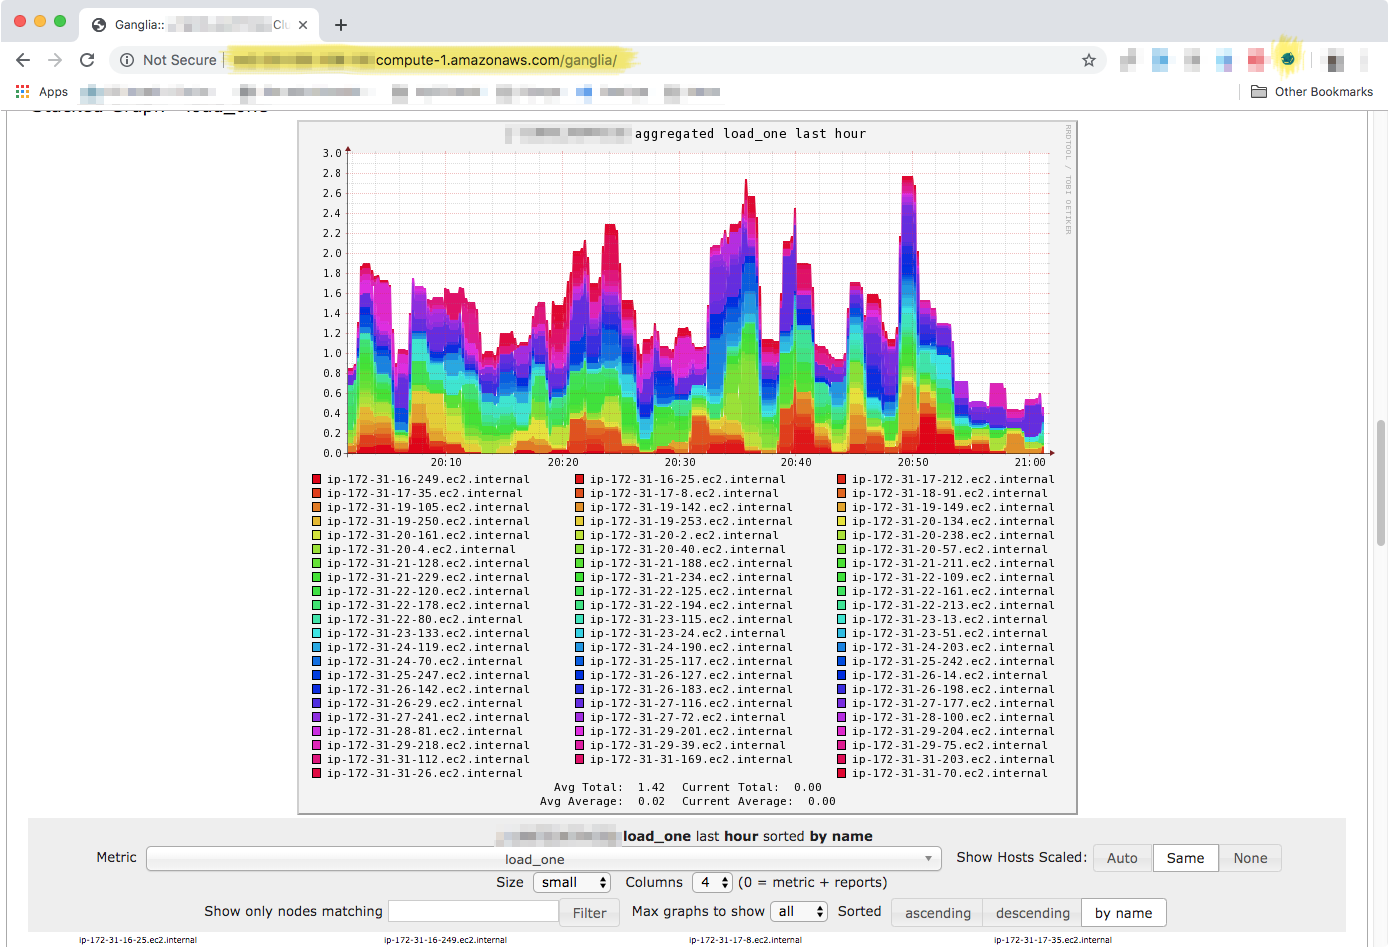 Ganglia::
Not Secure
compute-1.amazonaws.com/ganglia/
Apps
Other Bookmarks
Stacked Graph - load_one
aggregated load_one last hour
RRDTOOL / TOBI OETIKER
3.0
2.8
2.6
2.4
2.2
2.0
1.8
1.6
1.4
1.2
1.0
0.8
0.6
0.4
0.2
0.0
20:10 20:20 20:30 20:40 20:50 21:00
ip-172-31-16-249.ec2.internal ip-172-31-16-25.ec2.internal ip-172-31-17-212.ec2.internal
ip-172-31-17-35.ec2.internal ip-172-31-17-8.ec2.internal ip-172-31-18-91.ec2.internal
ip-172-31-19-105.ec2.internal ip-172-31-19-142.ec2.internal ip-172-31-19-149.ec2.internal
ip-172-31-19-250.ec2.internal ip-172-31-19-253.ec2.internal ip-172-31-20-134.ec2.internal
ip-172-31-20-161.ec2.internal ip-172-31-20-2.ec2.internal ip-172-31-20-238.ec2.internal
ip-172-31-20-4.ec2.internal ip-172-31-20-40.ec2.internal ip-172-31-20-57.ec2.internal
ip-172-31-21-128.ec2.internal ip-172-31-21-188.ec2.internal ip-172-31-21-211.ec2.internal
ip-172-31-21-229.ec2.internal ip-172-31-21-234.ec2.internal ip-172-31-22-109.ec2.internal
ip-172-31-22-120.ec2.internal ip-172-31-22-125.ec2.internal ip-172-31-22-161.ec2.internal
ip-172-31-22-178.ec2.internal ip-172-31-22-194.ec2.internal ip-172-31-22-213.ec2.internal
ip-172-31-22-80.ec2.internal ip-172-31-23-115.ec2.internal ip-172-31-23-13.ec2.internal
ip-172-31-23-133.ec2.internal ip-172-31-23-24.ec2.internal ip-172-31-23-51.ec2.internal
ip-172-31-24-119.ec2.internal ip-172-31-24-190.ec2.internal ip-172-31-24-203.ec2.internal
ip-172-31-24-70.ec2.internal ip-172-31-25-117.ec2.internal ip-172-31-25-242.ec2.internal
ip-172-31-25-247.ec2.internal ip-172-31-26-127.ec2.internal ip-172-31-26-14.ec2.internal
ip-172-31-26-142.ec2.internal ip-172-31-26-183.ec2.internal ip-172-31-26-198.ec2.internal
ip-172-31-26-29.ec2.internal ip-172-31-27-116.ec2.internal ip-172-31-27-177.ec2.internal
ip-172-31-27-241.ec2.internal ip-172-31-27-72.ec2.internal ip-172-31-28-100.ec2.internal
ip-172-31-28-81.ec2.internal ip-172-31-29-201.ec2.internal ip-172-31-29-204.ec2.internal
ip-172-31-29-218.ec2.internal ip-172-31-29-39.ec2.internal ip-172-31-29-75.ec2.internal
ip-172-31-31-112.ec2.internal ip-172-31-31-169.ec2.internal ip-172-31-31-203.ec2.internal
ip-172-31-31-26.ec2.internal ip-172-31-31-70.ec2.internal
Avg Total: 1.42 Current Total: 0.00
Avg Average: 0.02 Current Average: 0.00
load_one last hour sorted by name
Metric load_one Show Hosts Scaled: Auto Same None
Size small Columns 4 (0 = metric + reports)
Show only nodes matching Filter Max graphs to show all Sorted ascending descending by name
ip-172-31-16-25.ec2.internal ip-172-31-16-249.ec2.internal ip-172-31-17-8.ec2.internal ip-172-31-17-35.ec2.internal